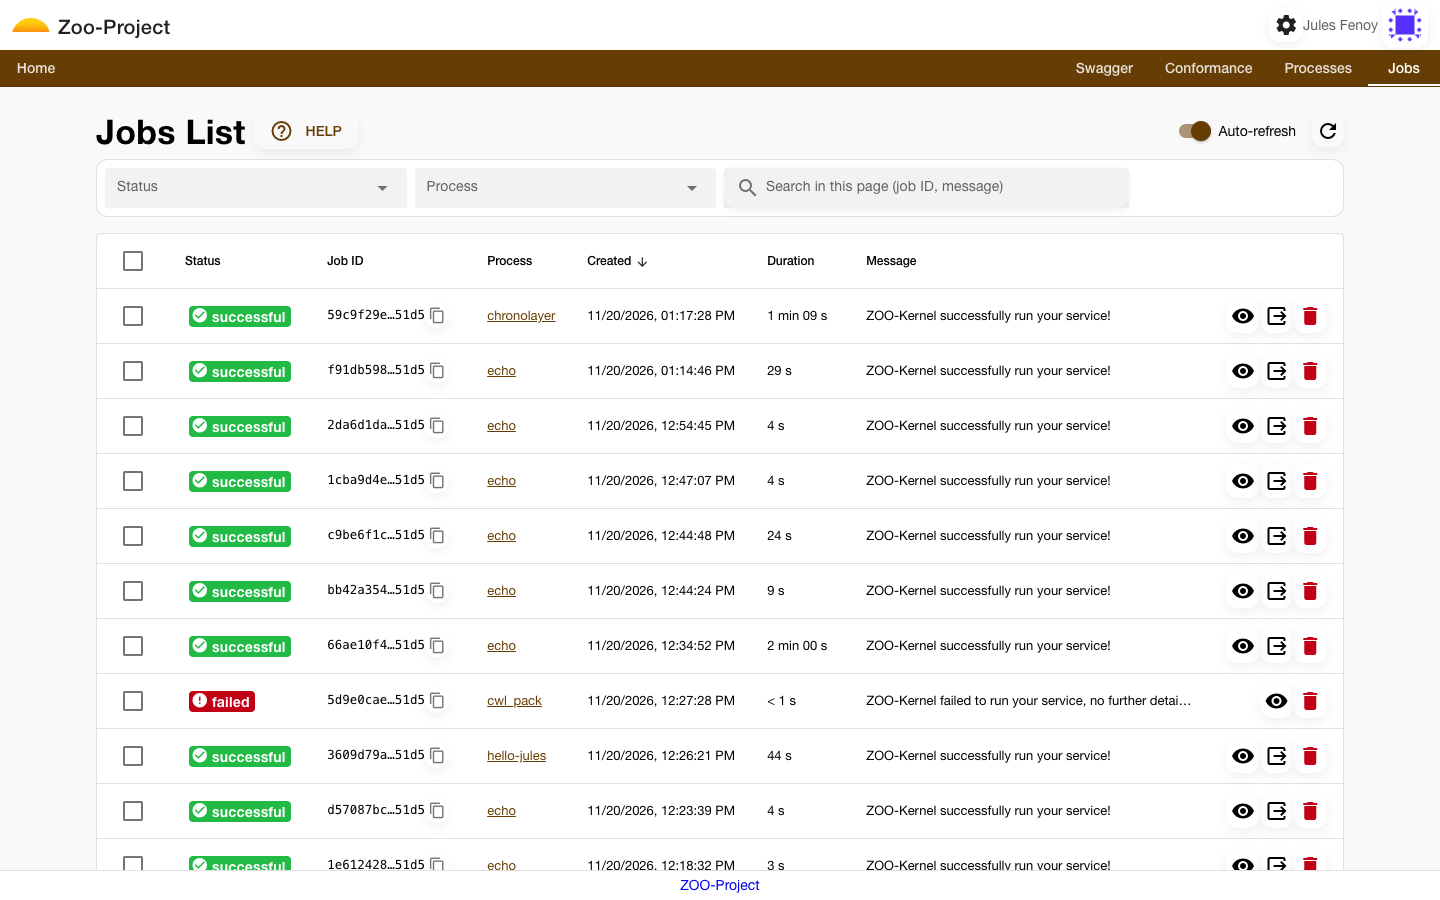 Zoo-Project
Jules Fenoy
Home
Swagger
Conformance
Processes
Jobs
Jobs List
HELP
Auto-refresh
Status
Process
Search in this page (job ID, message)
Status Job ID Process Created Duration Message
successful 59c9f29e…51d5 chronolayer 11/20/2026, 01:17:28 PM 1 min 09 s ZOO-Kernel successfully run your service!
successful f91db598…51d5 echo 11/20/2026, 01:14:46 PM 29 s ZOO-Kernel successfully run your service!
successful 2da6d1da…51d5 echo 11/20/2026, 12:54:45 PM 4 s ZOO-Kernel successfully run your service!
successful 1cba9d4e…51d5 echo 11/20/2026, 12:47:07 PM 4 s ZOO-Kernel successfully run your service!
successful c9be6f1c…51d5 echo 11/20/2026, 12:44:48 PM 24 s ZOO-Kernel successfully run your service!
successful bb42a354…51d5 echo 11/20/2026, 12:44:24 PM 9 s ZOO-Kernel successfully run your service!
successful 66ae10f4…51d5 echo 11/20/2026, 12:34:52 PM 2 min 00 s ZOO-Kernel successfully run your service!
failed 5d9e0cae…51d5 cwl_pack 11/20/2026, 12:27:28 PM < 1 s ZOO-Kernel failed to run your service, no further detai…
successful 3609d79a…51d5 hello-jules 11/20/2026, 12:26:21 PM 44 s ZOO-Kernel successfully run your service!
successful d57087bc…51d5 echo 11/20/2026, 12:23:39 PM 4 s ZOO-Kernel successfully run your service!
successful 1e612428…51d5 echo 11/20/2026, 12:18:32 PM 3 s ZOO-Kernel successfully run your service!
ZOO-Project